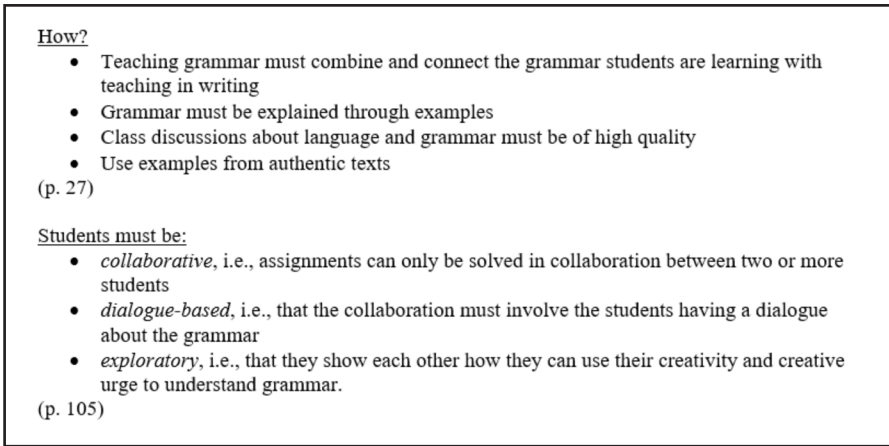 How?
• Teaching grammar must combine and connect the grammar students are learning with
teaching in writing
• Grammar must be explained through examples
• Class discussions about language and grammar must be of high quality
• Use examples from authentic texts
(p. 27)
Students must be:
• collaborative, i.e., assignments can only be solved in collaboration between two or more
students
• dialogue-based, i.e., that the collaboration must involve the students having a dialogue
about the grammar
• exploratory, i.e., that they show each other how they can use their creativity and creative
urge to understand grammar.
(p. 105)